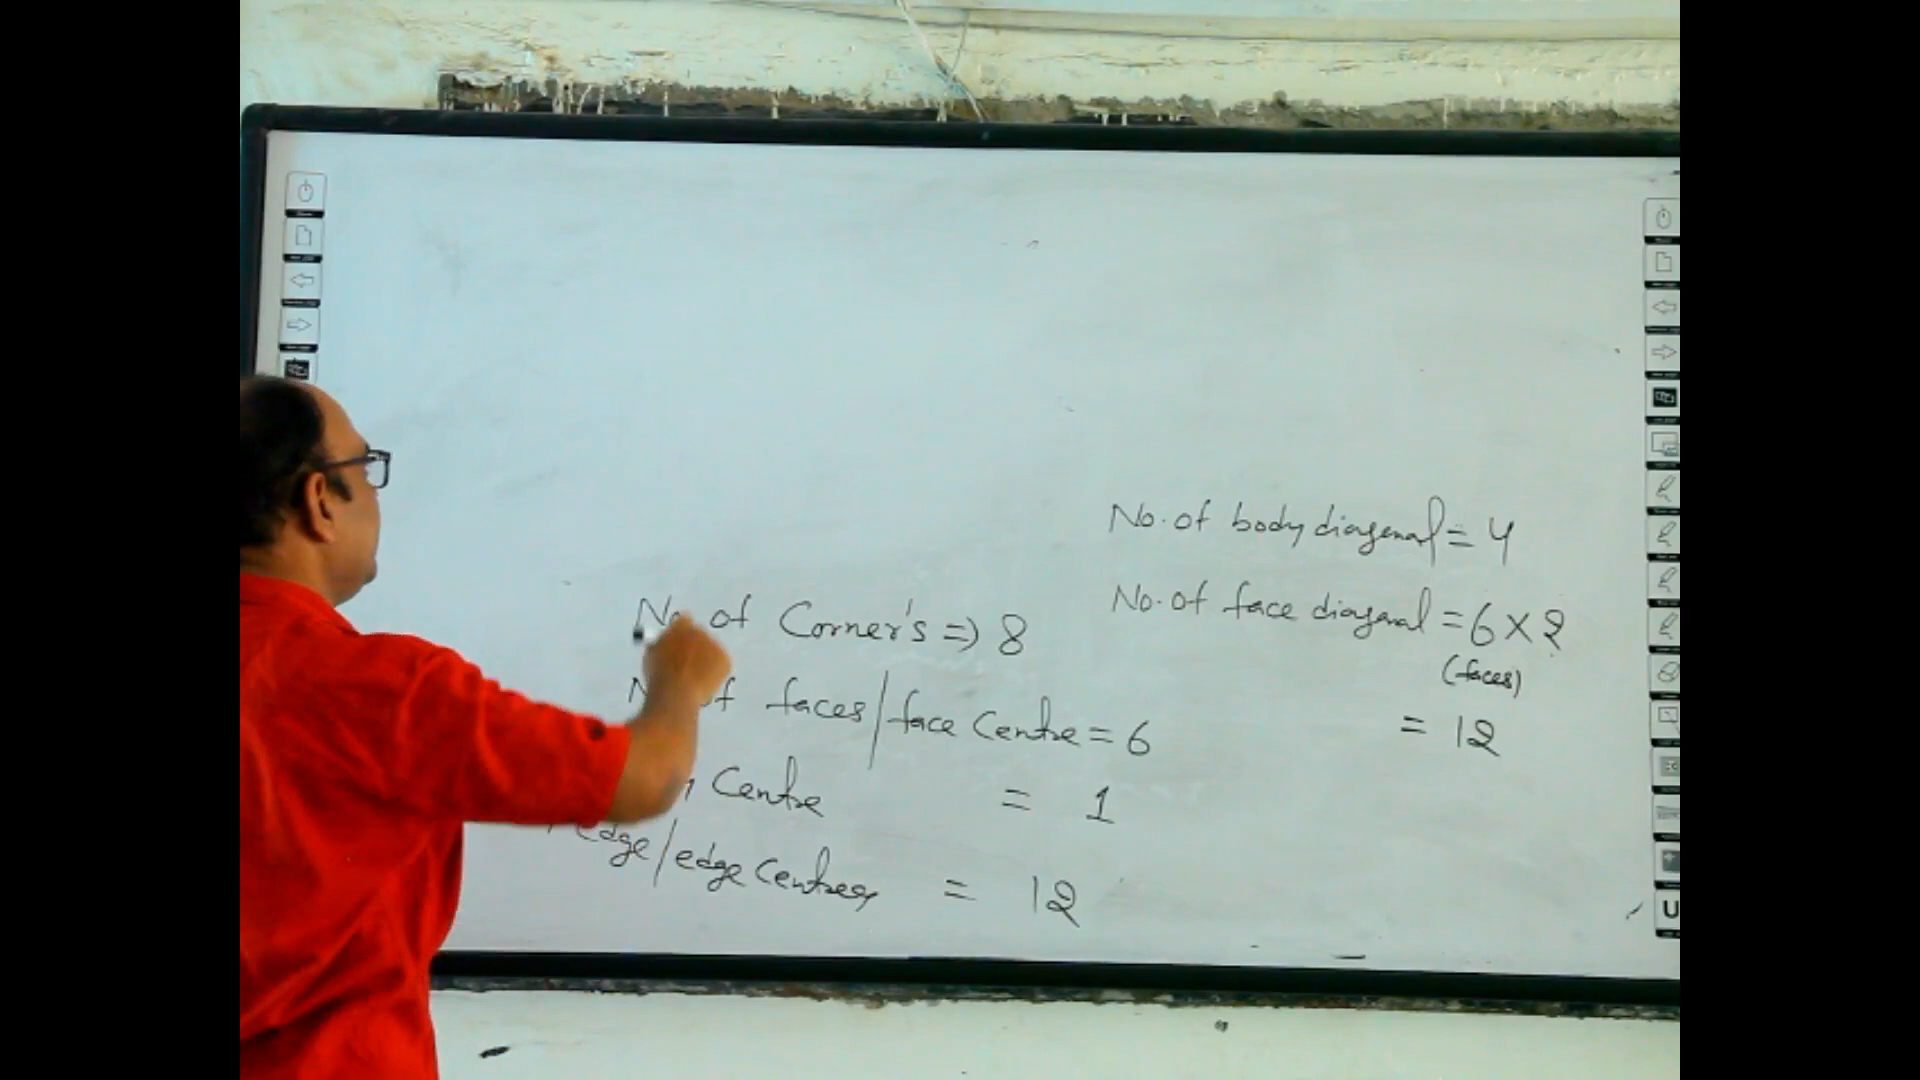 No. of body diagonal = 4
No. of face diagonal = 6 × 2
(faces)
= 12
No. of Corner's => 8
of faces/face Centre = 6
Centre = 1
edge/edge Centres = 12
U